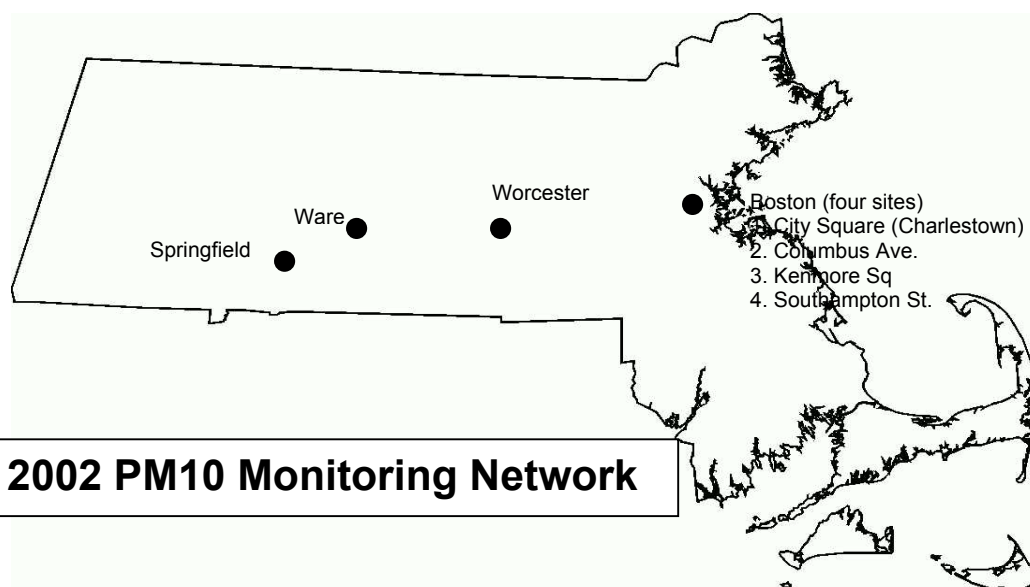 Worcester
Ware
Springfield
Boston (four sites)
1. City Square (Charlestown)
2. Columbus Ave.
3. Kenmore Sq
4. Southampton St.
2002 PM10 Monitoring Network